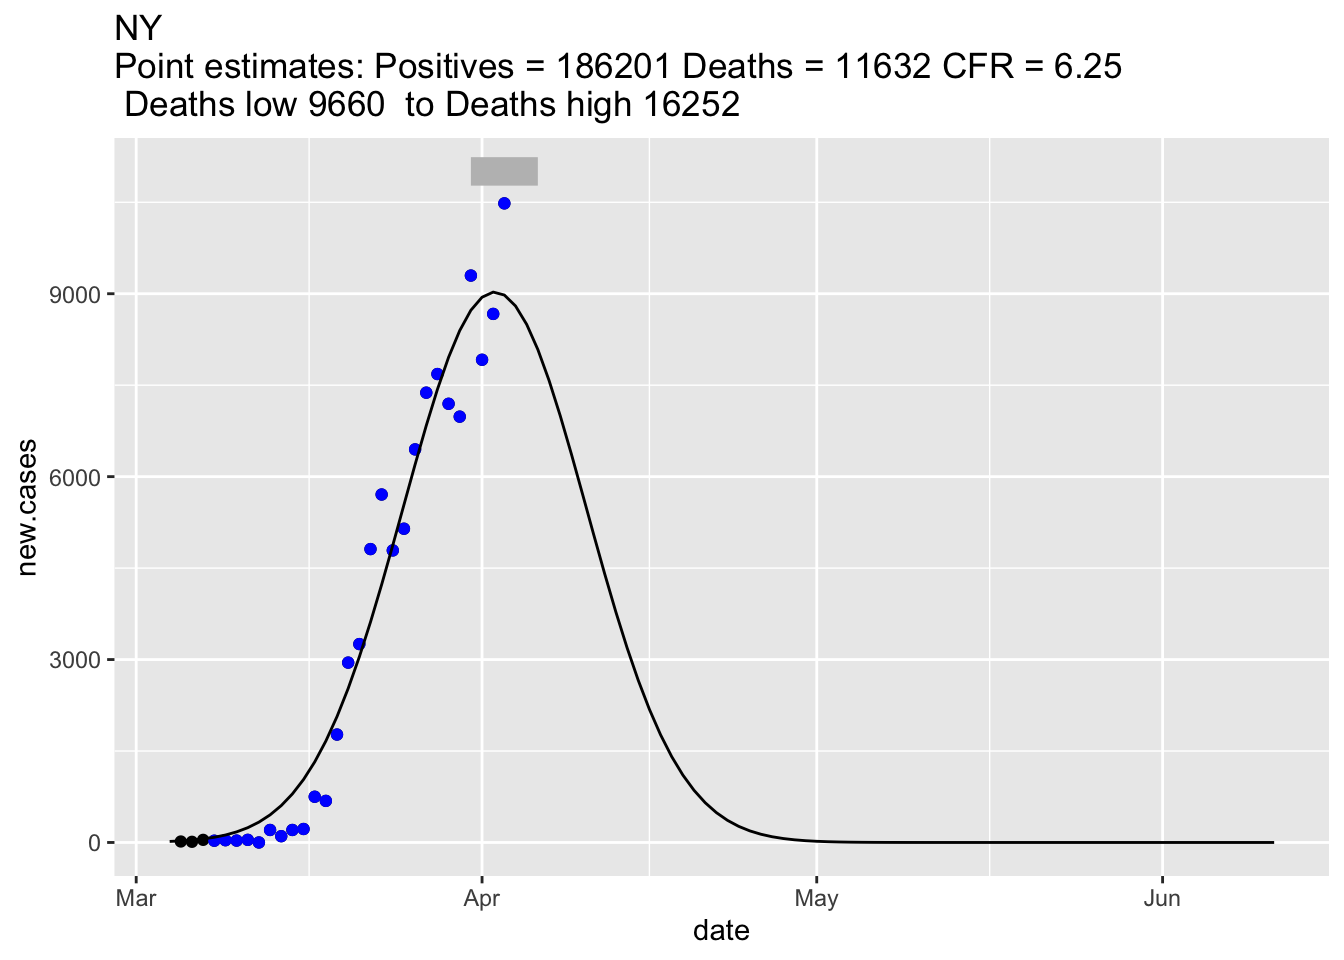 NY
Point estimates: Positives = 186201 Deaths = 11632 CFR = 6.25
Deaths low 9660  to Deaths high 16252
9000
6000
3000
0
new.cases
Mar
Apr
May
Jun
date